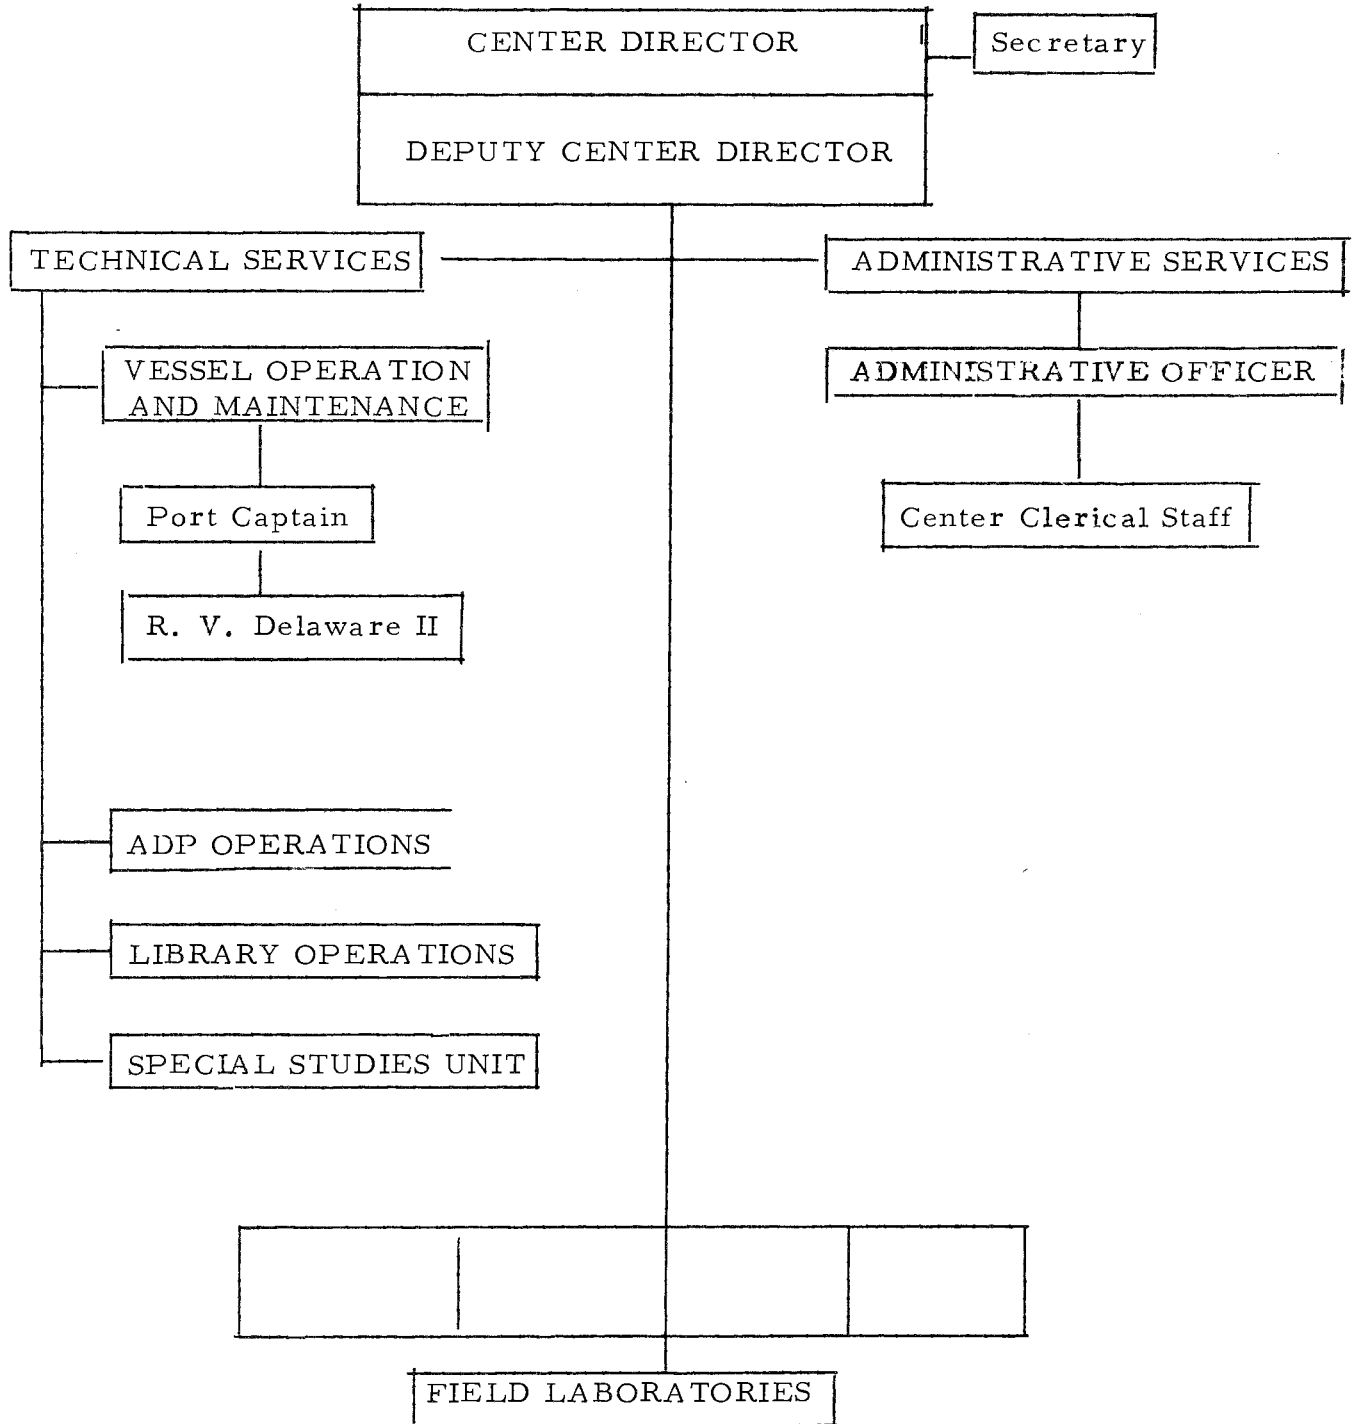 CENTER DIRECTOR
Secretary
DEPUTY CENTER DIRECTOR
TECHNICAL SERVICES
ADMINISTRATIVE SERVICES
VESSEL OPERATION
AND MAINTENANCE
ADMINISTRATIVE OFFICER
Port Captain
Center Clerical Staff
R. V. Delaware II
ADP OPERATIONS
LIBRARY OPERATIONS
SPECIAL STUDIES UNIT
FIELD LABORATORIES